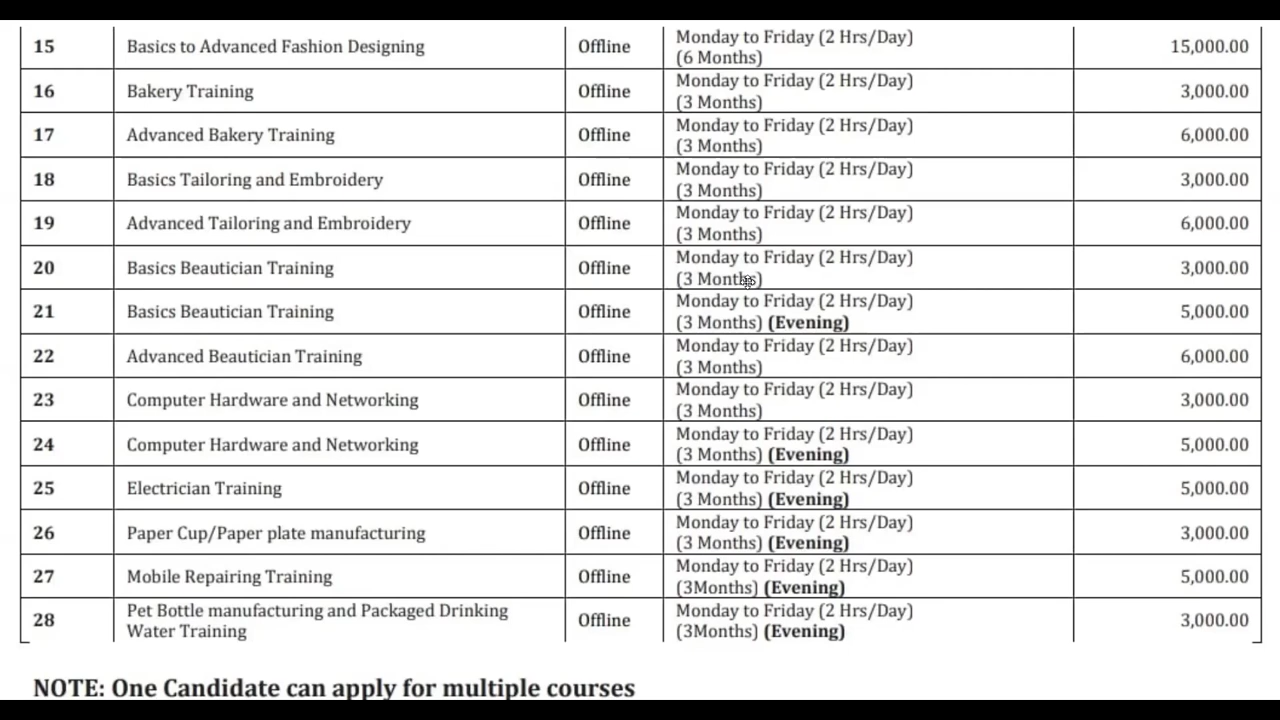 15 Basics to Advanced Fashion Designing Offline Monday to Friday (2 Hrs/Day) 15,000.00
(6 Months)
16 Bakery Training Offline Monday to Friday (2 Hrs/Day) 3,000.00
(3 Months)
17 Advanced Bakery Training Offline Monday to Friday (2 Hrs/Day) 6,000.00
(3 Months)
18 Basics Tailoring and Embroidery Offline Monday to Friday (2 Hrs/Day) 3,000.00
(3 Months)
19 Advanced Tailoring and Embroidery Offline Monday to Friday (2 Hrs/Day) 6,000.00
(3 Months)
20 Basics Beautician Training Offline Monday to Friday (2 Hrs/Day) 3,000.00
(3 Months)
21 Basics Beautician Training Offline Monday to Friday (2 Hrs/Day) 5,000.00
(3 Months) (Evening)
22 Advanced Beautician Training Offline Monday to Friday (2 Hrs/Day) 6,000.00
(3 Months)
23 Computer Hardware and Networking Offline Monday to Friday (2 Hrs/Day) 3,000.00
(3 Months)
24 Computer Hardware and Networking Offline Monday to Friday (2 Hrs/Day) 5,000.00
(3 Months) (Evening)
25 Electrician Training Offline Monday to Friday (2 Hrs/Day) 5,000.00
(3 Months) (Evening)
26 Paper Cup/Paper plate manufacturing Offline Monday to Friday (2 Hrs/Day) 3,000.00
(3 Months) (Evening)
27 Mobile Repairing Training Offline Monday to Friday (2 Hrs/Day) 5,000.00
(3Months) (Evening)
28 Pet Bottle manufacturing and Packaged Drinking Offline Monday to Friday (2 Hrs/Day) 3,000.00
Water Training (3Months) (Evening)
NOTE: One Candidate can apply for multiple courses